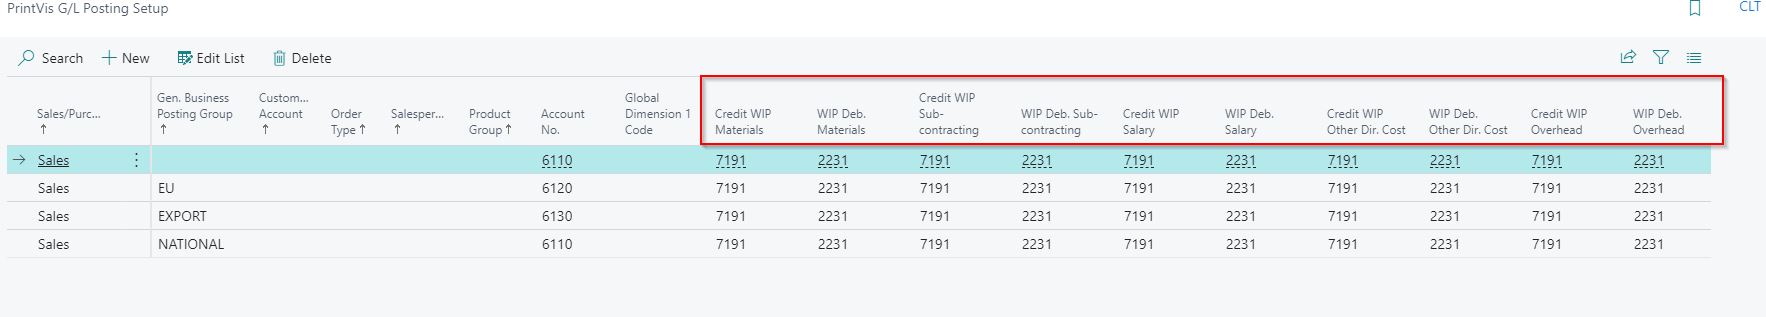 PrintVis G/L Posting Setup
CLT
Search New Edit List Delete
Sales/Purc... ↑ Gen. Business Posting Group ↑ Custom... Account ↑ Order Type ↑ Salesper... ↑ Product Group ↑ Account No. Global Dimension 1 Code Credit WIP Materials WIP Deb. Materials Credit WIP Sub-contracting WIP Deb. Sub-contracting Credit WIP Salary WIP Deb. Salary Credit WIP Other Dir. Cost WIP Deb. Other Dir. Cost Credit WIP Overhead WIP Deb. Overhead
→ Sales 6110 7191 2231 7191 2231 7191 2231 7191 2231 7191 2231
Sales EU 6120 7191 2231 7191 2231 7191 2231 7191 2231 7191 2231
Sales EXPORT 6130 7191 2231 7191 2231 7191 2231 7191 2231 7191 2231
Sales NATIONAL 6110 7191 2231 7191 2231 7191 2231 7191 2231 7191 2231